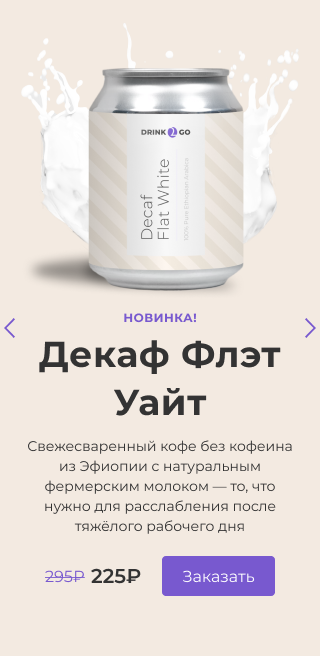 DRINK 2 GO
Decaf
Flat White
100% Pure Ethiopian Arabica
НОВИНКА!
Декаф Флэт
Уайт
Свежесваренный кофе без кофеина
из Эфиопии с натуральным
фермерским молоком — то, что
нужно для расслабления после
тяжёлого рабочего дня
295₽ 225₽ Заказать